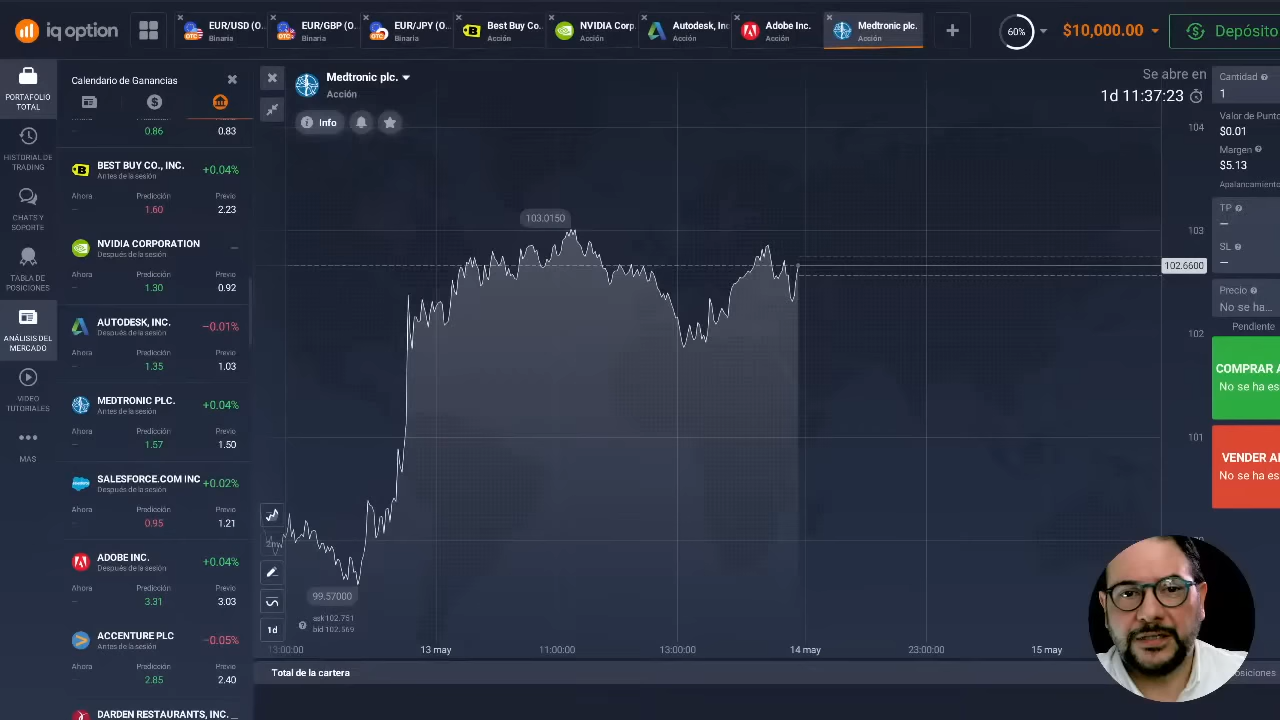 iq option
EUR/USD (O...
Binaria
EUR/GBP (O...
Binaria
EUR/JPY (O...
Binaria
Best Buy Co.
Acción
NVIDIA Corp.
Acción
Autodesk, Inc
Acción
Adobe Inc.
Acción
Medtronic plc.
Acción
60%
$10,000.00
Depósito
PORTAFOLIO
TOTAL
HISTORIAL DE
TRADING
CHATS Y
SOPORTE
TABLA DE
POSICIONES
ANÁLISIS DEL
MERCADO
VIDEO
TUTORIALES
MAS
Calendario de Ganancias
0.86 0.83
BEST BUY CO., INC. +0.04%
Antes de la sesión
Ahora Predicción Previo
– 1.60 2.23
NVIDIA CORPORATION –
Después de la sesión
Ahora Predicción Previo
– 1.30 0.92
AUTODESK, INC. −0.01%
Después de la sesión
Ahora Predicción Previo
– 1.35 1.03
MEDTRONIC PLC. +0.04%
Antes de la sesión
Ahora Predicción Previo
– 1.57 1.50
SALESFORCE.COM INC +0.02%
Después de la sesión
Ahora Predicción Previo
– 0.95 1.21
ADOBE INC. +0.04%
Después de la sesión
Ahora Predicción Previo
– 3.31 3.03
ACCENTURE PLC −0.05%
Antes de la sesión
Ahora Predicción Previo
– 2.85 2.40
DARDEN RESTAURANTS, INC. –
Medtronic plc.
Acción
Info
Se abre en
1d 11:37:23
104
103
102.6600
102
101
103.0150
99.57000
ask 102.751
bid 102.569
2m
1d
13:00:00 13 may 11:00:00 13:00:00 14 may 23:00:00 15 may
Total de la cartera
Cantidad
1
Valor de Punto
$0.01
Margen
$5.13
Apalancamiento
TP
–
SL
–
Precio
No se ha...
Pendiente
COMPRAR A
No se ha es
VENDER A
No se ha es